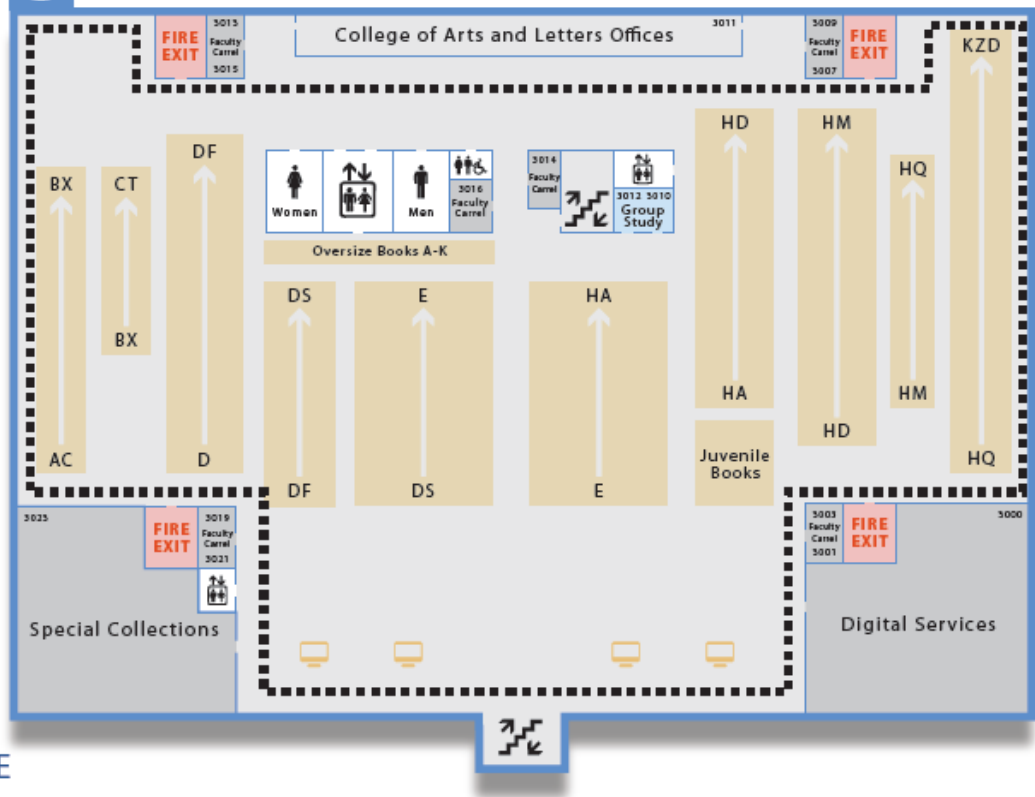 3013
Faculty
Carrel
3015
FIRE
EXIT
College of Arts and Letters Offices
3011
3009
Faculty
Carrel
3007
FIRE
EXIT
KZD
HQ
BX
AC
CT
BX
DF
D
Women
Men
3016
Faculty
Carrel
Oversize Books A-K
3014
Faculty
Carrel
3012 3010
Group
Study
HD
HA
HM
HD
HQ
HM
DS
DF
E
DS
HA
E
Juvenile
Books
3023
FIRE
EXIT
3019
Faculty
Carrel
3021
Special Collections
3003
Faculty
Carrel
3001
FIRE
EXIT
3000
Digital Services
E